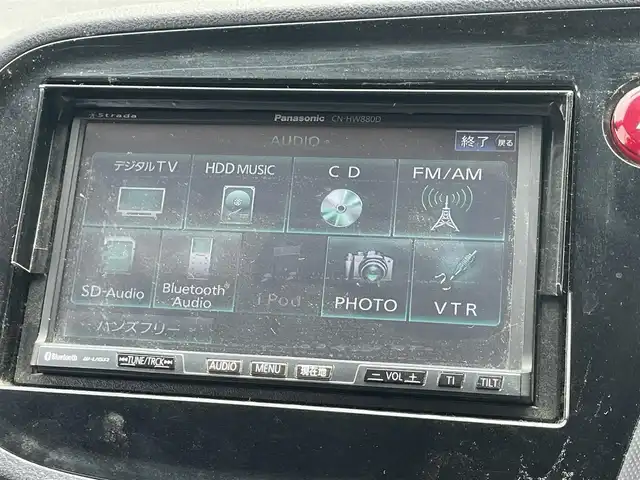 Strada Panasonic CN-HW880D
AUDIO
終了 戻る
デジタルTV HDD MUSIC CD FM/AM
SD-Audio Bluetooth® Audio iPod PHOTO VTR
ハンズフリー
Bluetooth TUNE/TRCK AUDIO MENU 現在地 － VOL ＋ TI TILT